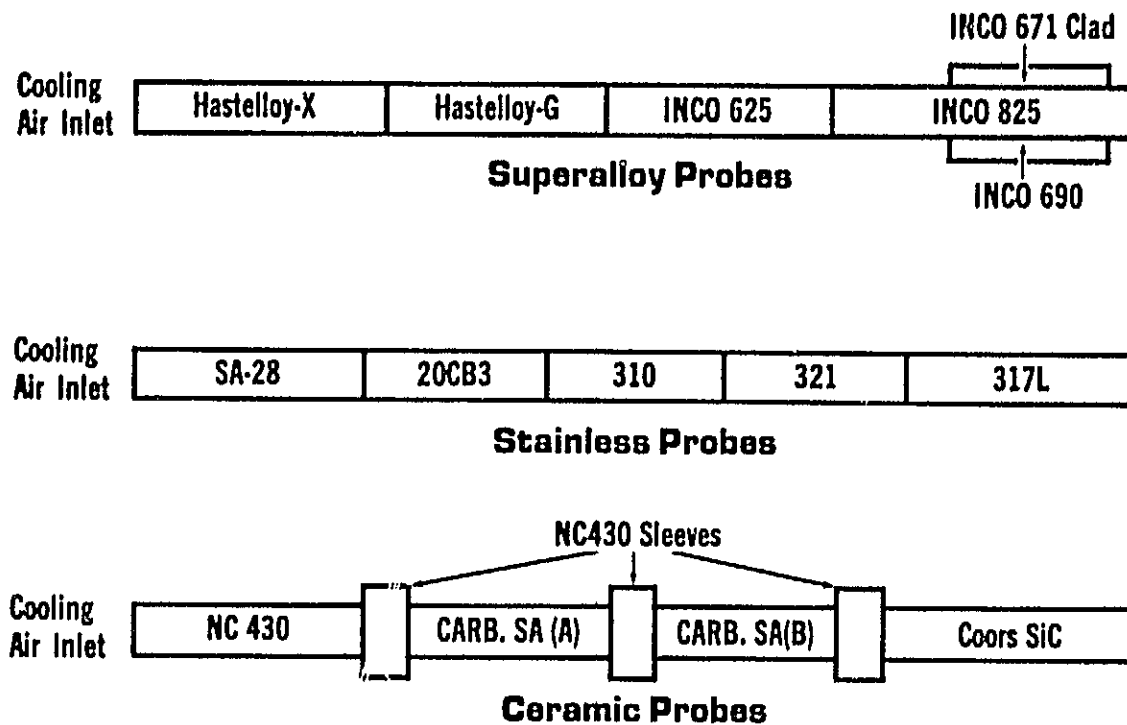 INCO 671 Clad
Cooling
Air Inlet
Hastelloy-X
Hastelloy-G
INCO 625
INCO 825
Superalloy Probes
INCO 690
Cooling
Air Inlet
SA-28
20CB3
310
321
317L
Stainless Probes
NC430 Sleeves
Cooling
Air Inlet
NC 430
CARB. SA (A)
CARB. SA(B)
Coors SiC
Ceramic Probes